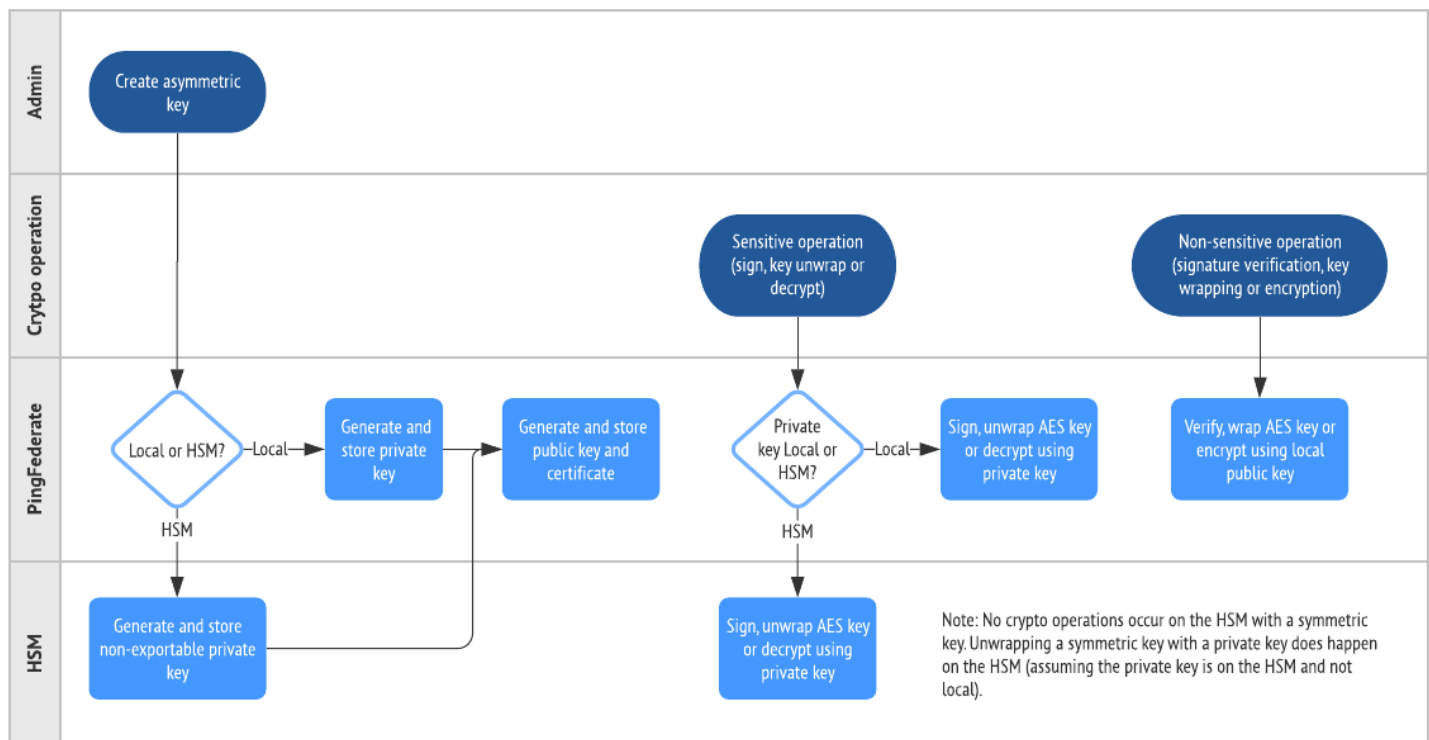 Admin
Create asymmetric
key
Crytpo operation
Sensitive operation
(sign, key unwrap or
decrypt)
Non-sensitive operation
(signature verification, key
wrapping or encryption)
PingFederate
Local or HSM?
Local
Generate and
store private
key
Generate and store
public key and
certificate
Private
key Local or
HSM?
Local
Sign, unwrap AES key
or decrypt using
private key
Verify, wrap AES key or
encrypt using local
public key
HSM
HSM
HSM
Generate and store
non-exportable private
key
Sign, unwrap AES key
or decrypt using
private key
Note: No crypto operations occur on the HSM with a symmetric
key. Unwrapping a symmetric key with a private key does happen
on the HSM (assuming the private key is on the HSM and not
local).